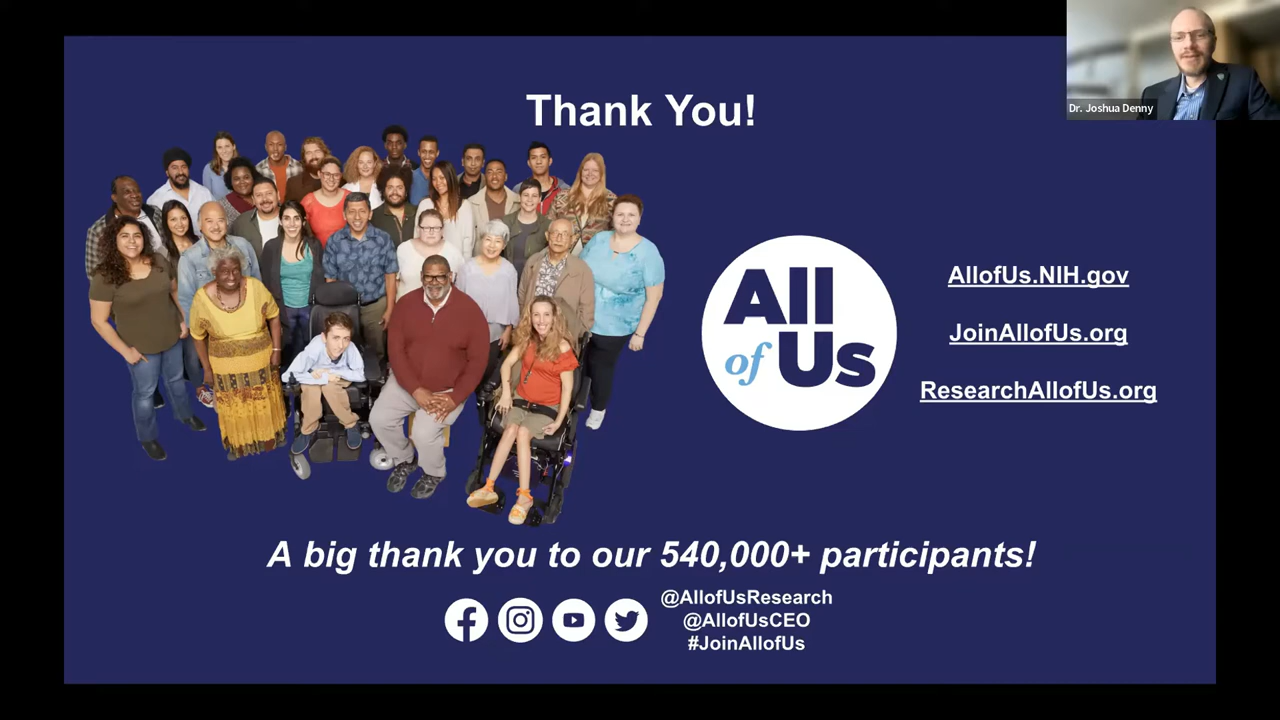 Dr. Joshua Denny
Thank You!
All
of Us
AllofUs.NIH.gov
JoinAllofUs.org
ResearchAllofUs.org
A big thank you to our 540,000+ participants!
@AllofUsResearch
@AllofUsCEO
#JoinAllofUs